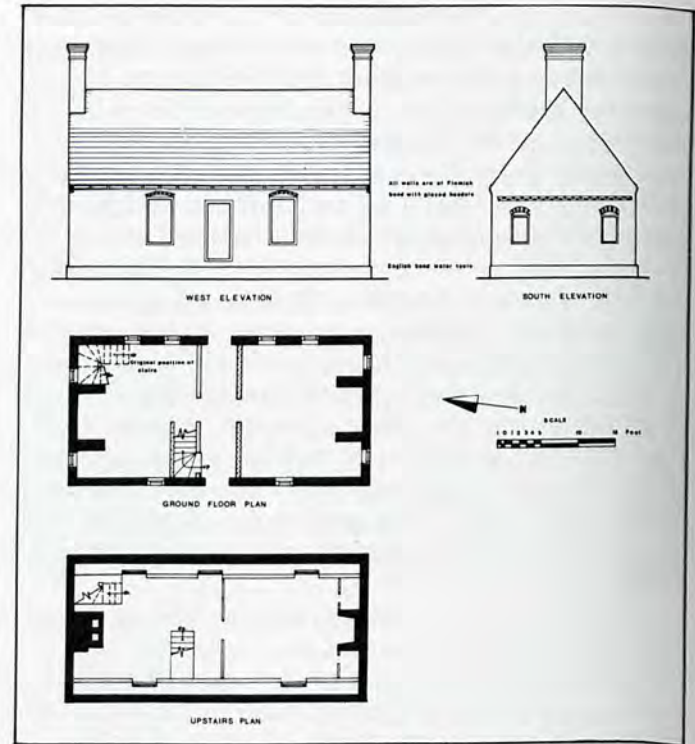 All walls are of Flemish
bond with glazed headers
English bond water table
WEST ELEVATION
SOUTH ELEVATION
Original position of
stairs
N
SCALE
Feet
GROUND FLOOR PLAN
UPSTAIRS PLAN